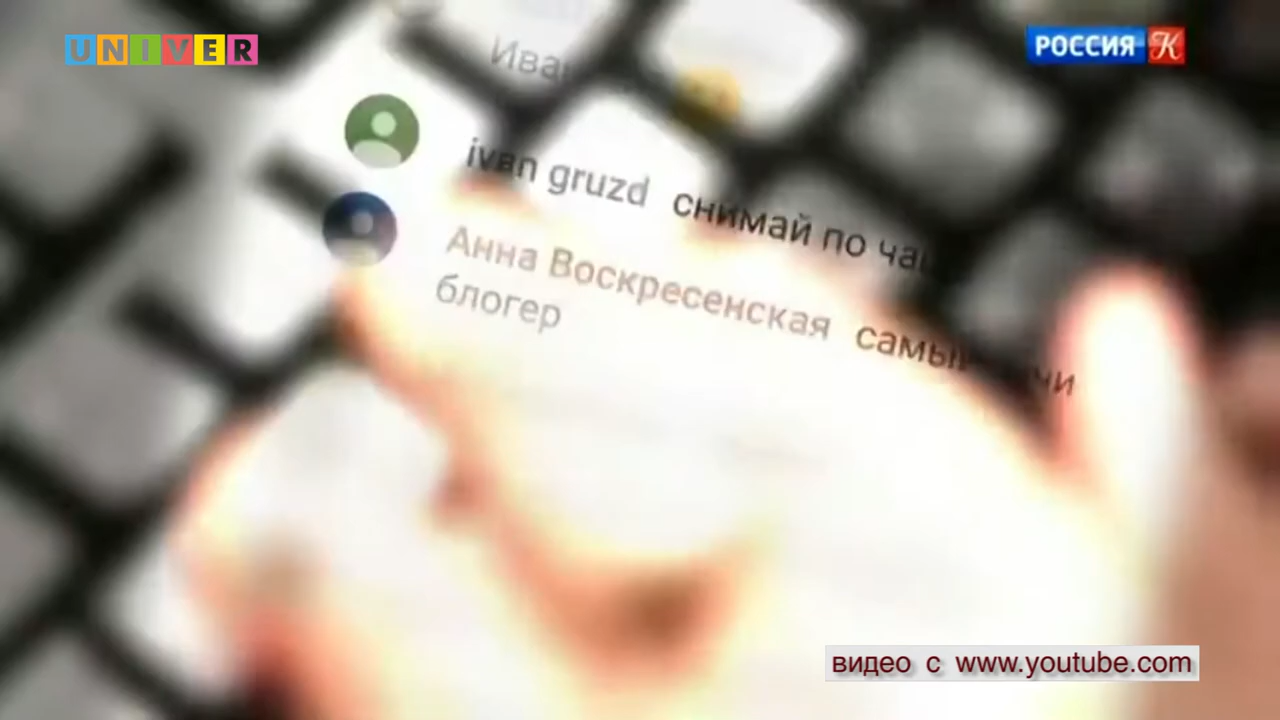 UNIVER
РОССИЯ К
ivan gruzd снимай по
Анна Воскресенская
блогер
видео с www.youtube.com